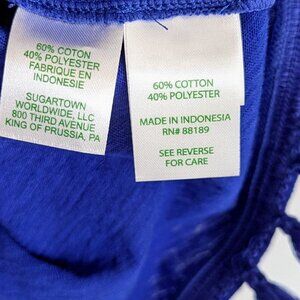 60% COTTON
40% POLYESTER
FABRIQUE EN
INDONESIE
SUGARTOWN
WORLDWIDE, LLC
800 THIRD AVENUE
KING OF PRUSSIA, PA
60% COTTON
40% POLYESTER
MADE IN INDONESIA
RN# 88189
SEE REVERSE
FOR CARE